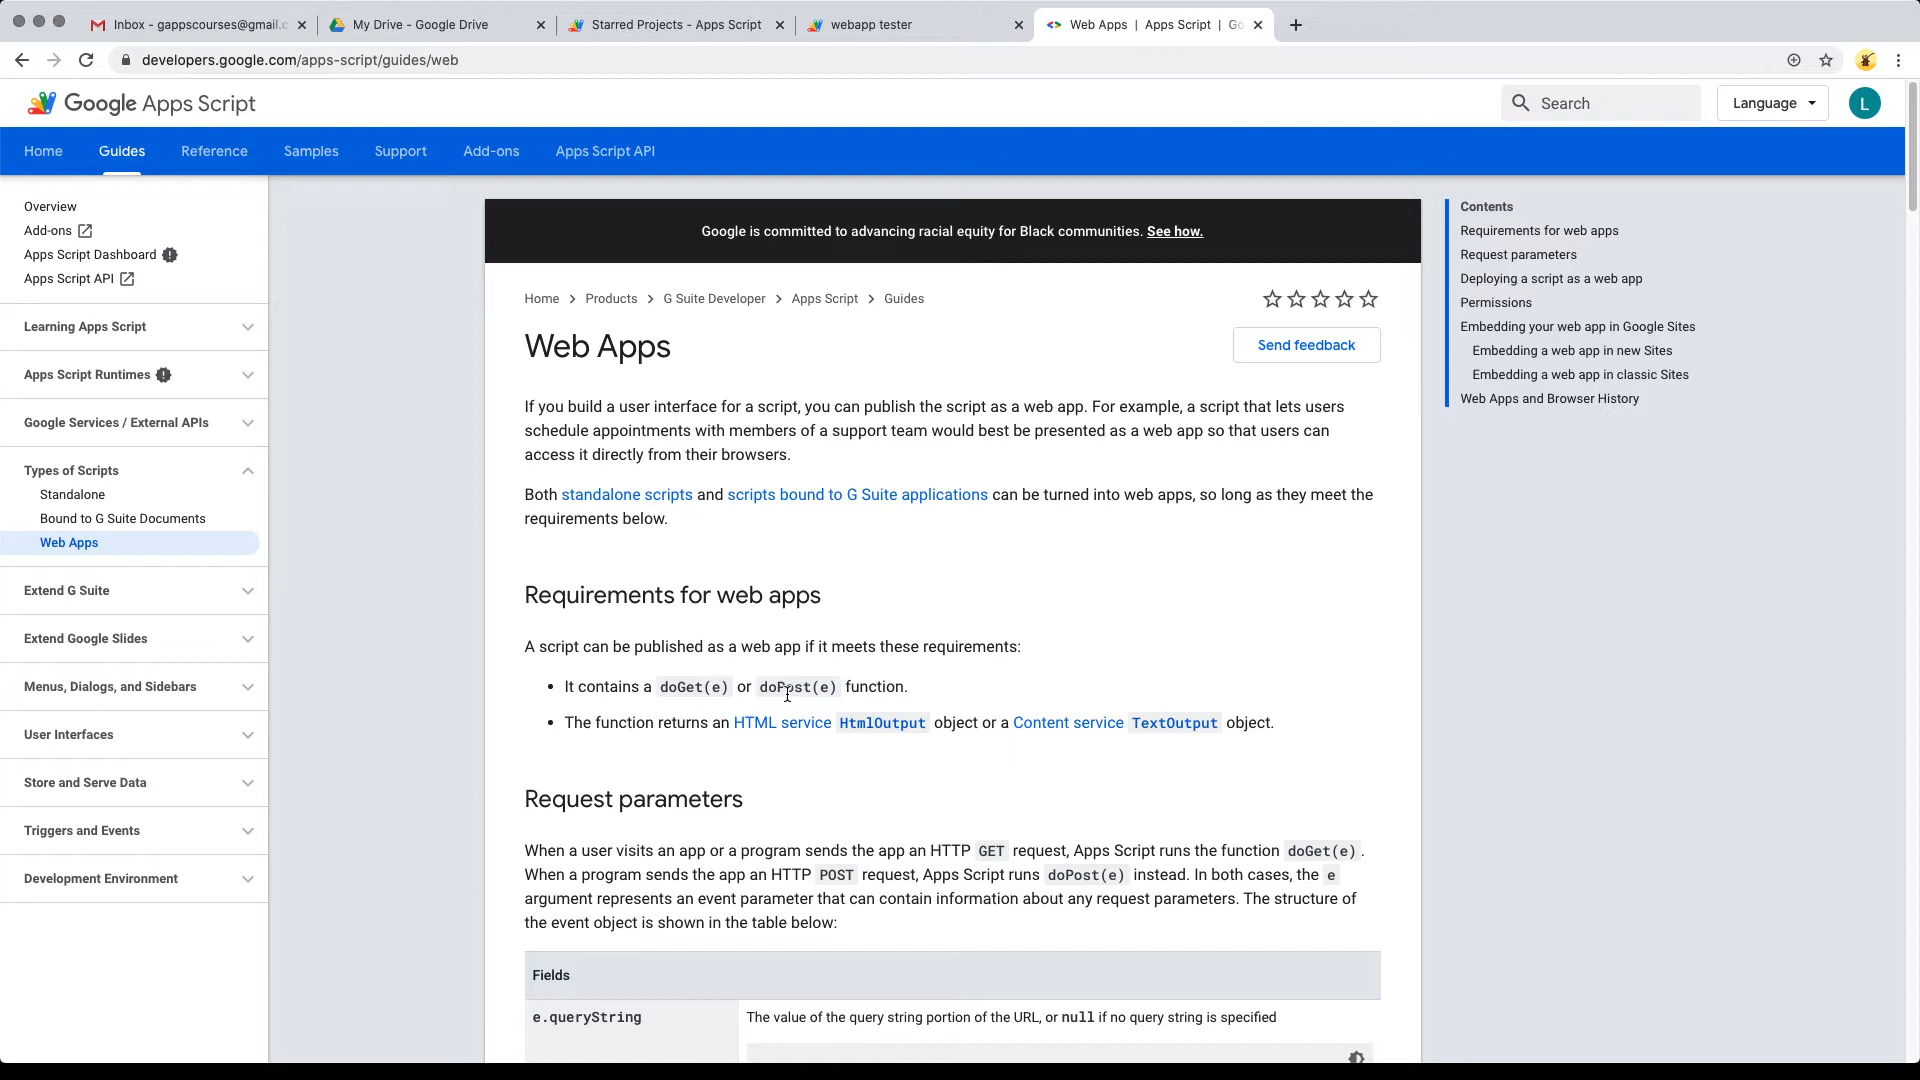 Inbox - gappscourses@gmail.c
My Drive - Google Drive
Starred Projects - Apps Script
webapp tester
Web Apps | Apps Script | Go
developers.google.com/apps-script/guides/web
Google Apps Script
Search
Language
L
Home
Guides
Reference
Samples
Support
Add-ons
Apps Script API
Overview
Add-ons
Apps Script Dashboard
Apps Script API
Learning Apps Script
Apps Script Runtimes
Google Services / External APIs
Types of Scripts
Standalone
Bound to G Suite Documents
Web Apps
Extend G Suite
Extend Google Slides
Menus, Dialogs, and Sidebars
User Interfaces
Store and Serve Data
Triggers and Events
Development Environment
Google is committed to advancing racial equity for Black communities. See how.
Home > Products > G Suite Developer > Apps Script > Guides
Web Apps
Send feedback
If you build a user interface for a script, you can publish the script as a web app. For example, a script that lets users
schedule appointments with members of a support team would best be presented as a web app so that users can
access it directly from their browsers.
Both standalone scripts and scripts bound to G Suite applications can be turned into web apps, so long as they meet the
requirements below.
Requirements for web apps
A script can be published as a web app if it meets these requirements:
• It contains a doGet(e) or doPost(e) function.
• The function returns an HTML service HtmlOutput object or a Content service TextOutput object.
Request parameters
When a user visits an app or a program sends the app an HTTP GET request, Apps Script runs the function doGet(e).
When a program sends the app an HTTP POST request, Apps Script runs doPost(e) instead. In both cases, the e
argument represents an event parameter that can contain information about any request parameters. The structure of
the event object is shown in the table below:
Fields
e.queryString
The value of the query string portion of the URL, or null if no query string is specified
Contents
Requirements for web apps
Request parameters
Deploying a script as a web app
Permissions
Embedding your web app in Google Sites
Embedding a web app in new Sites
Embedding a web app in classic Sites
Web Apps and Browser History